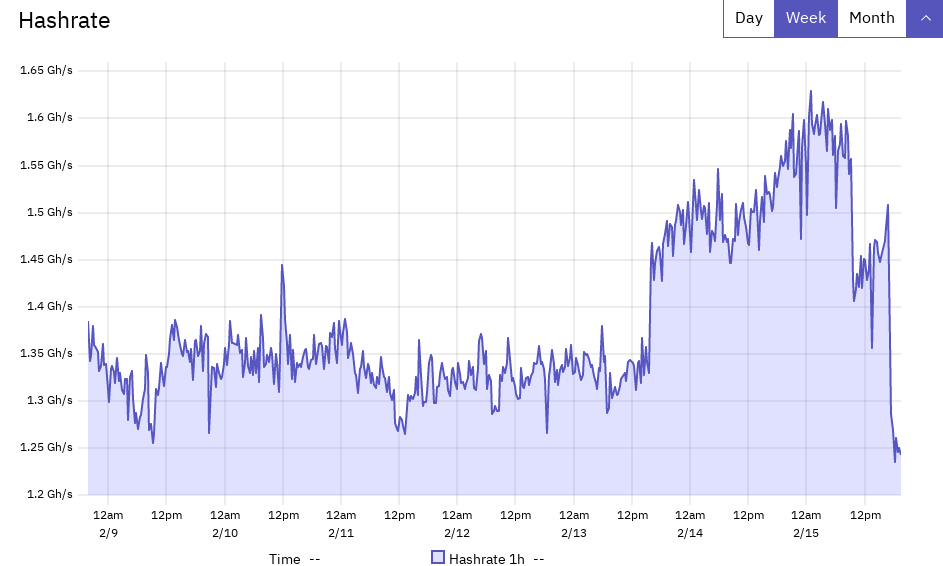 Hashrate
Day Week Month
1.65 Gh/s
1.6 Gh/s
1.55 Gh/s
1.5 Gh/s
1.45 Gh/s
1.4 Gh/s
1.35 Gh/s
1.3 Gh/s
1.25 Gh/s
1.2 Gh/s
12am 12pm 12am 12pm 12am 12pm 12am 12pm 12am 12pm 12am 12pm 12am 12pm
2/9 2/10 2/11 2/12 2/13 2/14 2/15
Time -- Hashrate 1h --